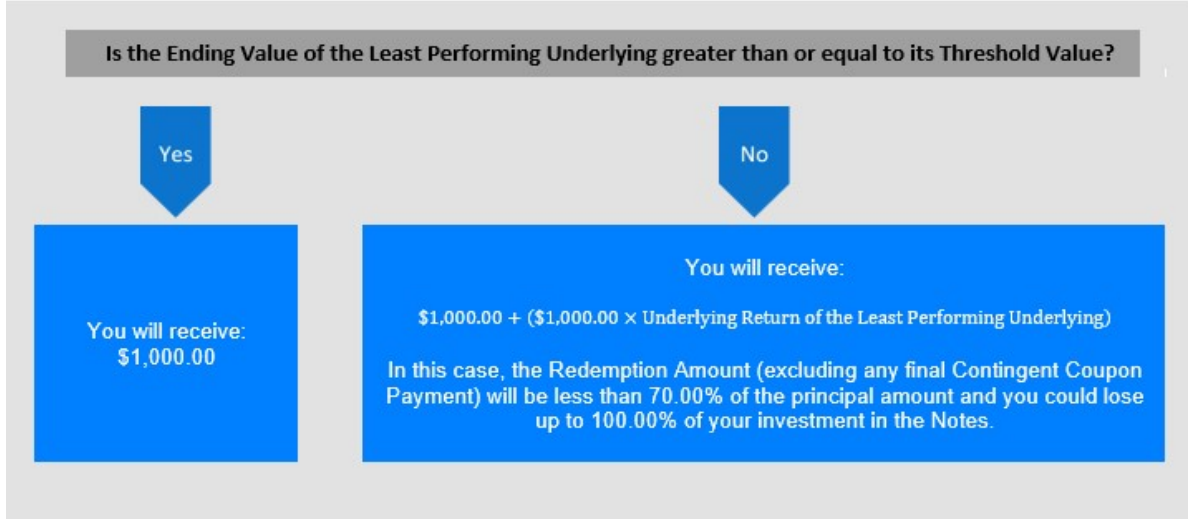 Is the Ending Value of the Least Performing Underlying greater than or equal to its Threshold Value?
Yes
No
You will receive:
$1,000.00
You will receive:
$1,000.00 + ($1,000.00 × Underlying Return of the Least Performing Underlying)
In this case, the Redemption Amount (excluding any final Contingent Coupon
Payment) will be less than 70.00% of the principal amount and you could lose
up to 100.00% of your investment in the Notes.